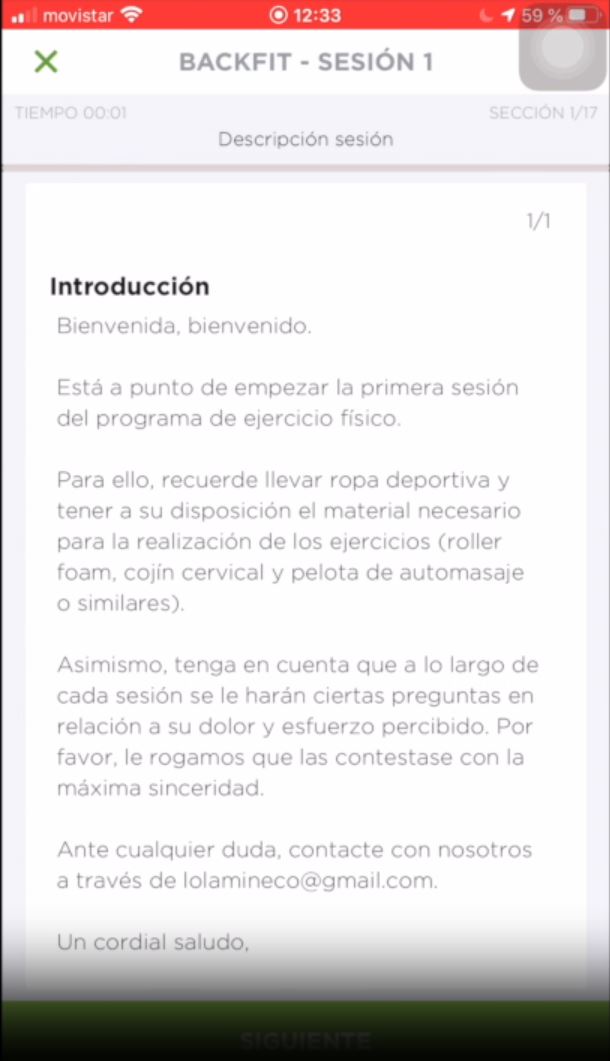 movistar 12:33 59 %
BACKFIT - SESIÓN 1
TIEMPO 00:01 SECCIÓN 1/17
Descripción sesión
1/1
Introducción
Bienvenida, bienvenido.
Está a punto de empezar la primera sesión
del programa de ejercicio físico.
Para ello, recuerde llevar ropa deportiva y
tener a su disposición el material necesario
para la realización de los ejercicios (roller
foam, cojín cervical y pelota de automasaje
o similares).
Asimismo, tenga en cuenta que a lo largo de
cada sesión se le harán ciertas preguntas en
relación a su dolor y esfuerzo percibido. Por
favor, le rogamos que las contestase con la
máxima sinceridad.
Ante cualquier duda, contacte con nosotros
a través de lolamineco@gmail.com.
Un cordial saludo,
SIGUIENTE